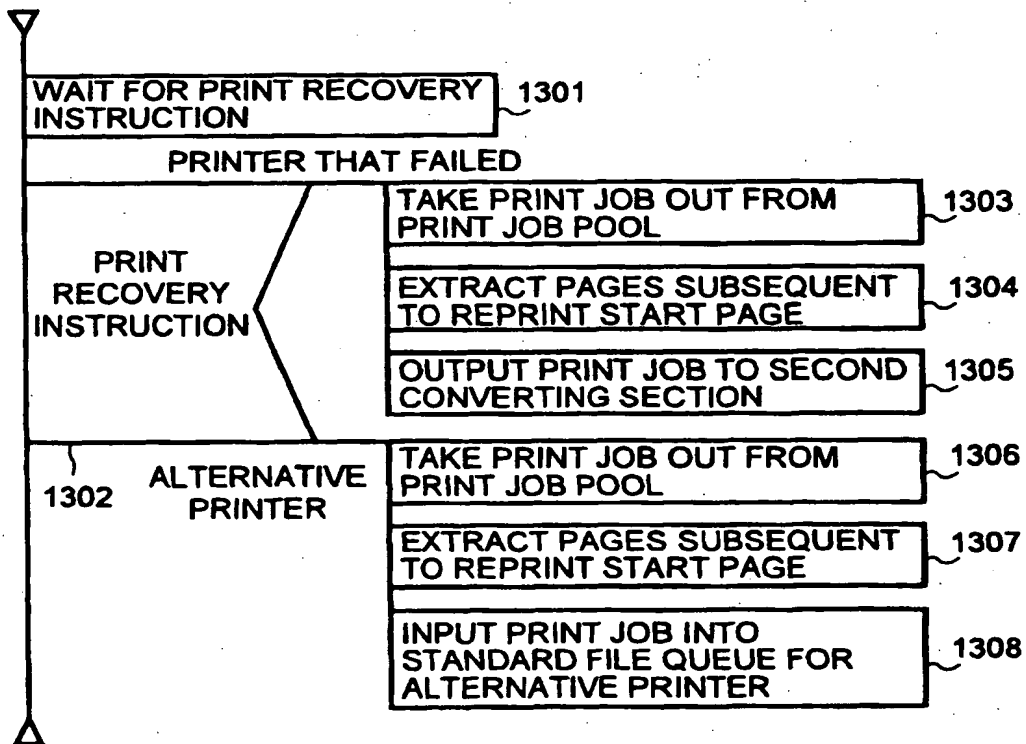 WAIT FOR PRINT RECOVERY
INSTRUCTION
1301
PRINTER THAT FAILED
PRINT
RECOVERY
INSTRUCTION
TAKE PRINT JOB OUT FROM
PRINT JOB POOL
1303
EXTRACT PAGES SUBSEQUENT
TO REPRINT START PAGE
1304
OUTPUT PRINT JOB TO SECOND
CONVERTING SECTION
1305
1302
ALTERNATIVE
PRINTER
TAKE PRINT JOB OUT FROM
PRINT JOB POOL
1306
EXTRACT PAGES SUBSEQUENT
TO REPRINT START PAGE
1307
INPUT PRINT JOB INTO
STANDARD FILE QUEUE FOR
ALTERNATIVE PRINTER
1308